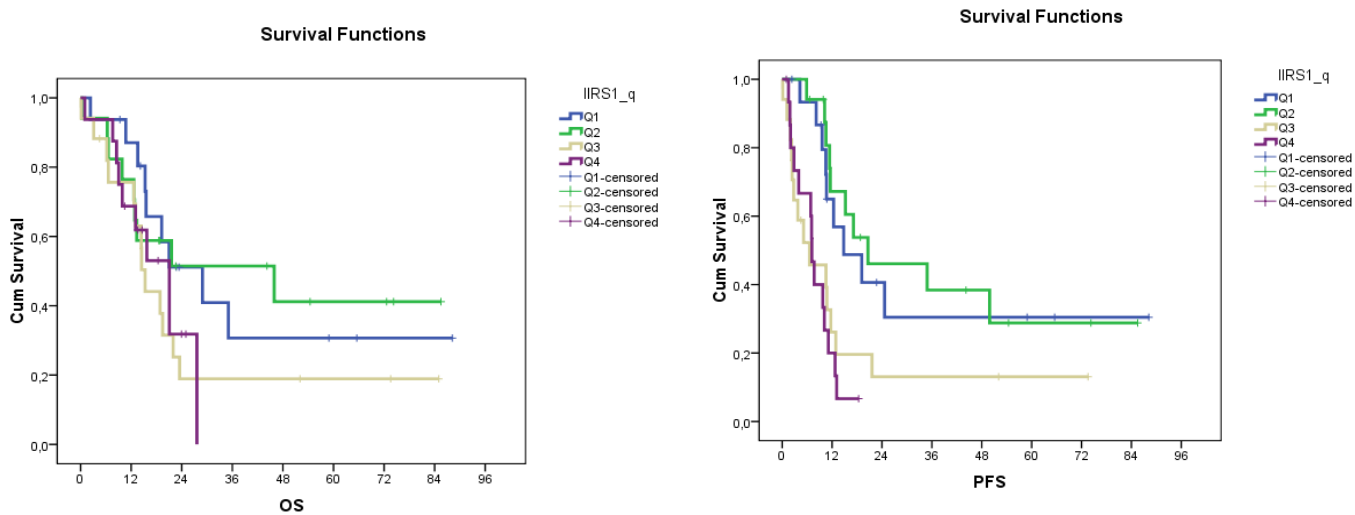 Survival Functions
Cum Survival
1,0
0,8
0,6
0,4
0,2
0,0
0 12 24 36 48 60 72 84 96
OS
IIRS1_q
Q1
Q2
Q3
Q4
Q1-censored
Q2-censored
Q3-censored
Q4-censored
Survival Functions
Cum Survival
1,0
0,8
0,6
0,4
0,2
0,0
0 12 24 36 48 60 72 84 96
PFS
IIRS1_q
Q1
Q2
Q3
Q4
Q1-censored
Q2-censored
Q3-censored
Q4-censored